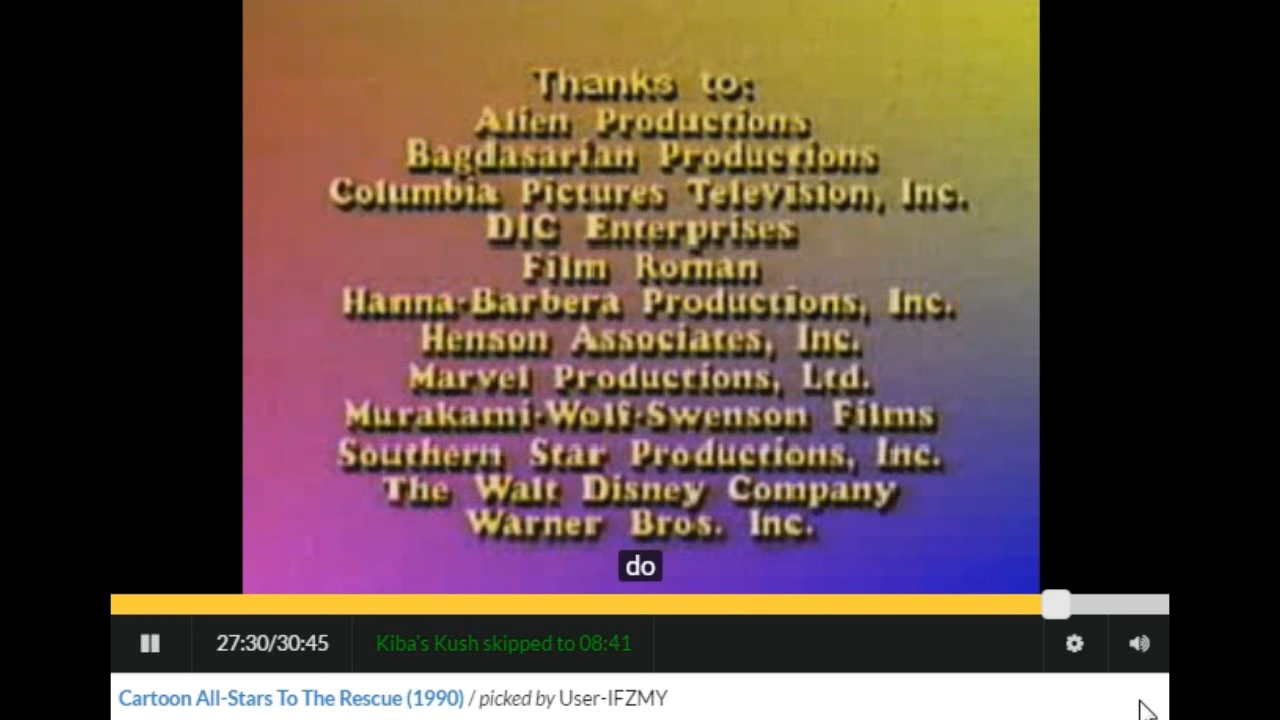 Thanks to:
Alien Productions
Bagdasarian Productions
Columbia Pictures Television, Inc.
DIC Enterprises
Film Roman
Hanna-Barbera Productions, Inc.
Henson Associates, Inc.
Marvel Productions, Ltd.
Murakami-Wolf-Swenson Films
Southern Star Productions, Inc.
The Walt Disney Company
Warner Bros. Inc.
do
27:30/30:45 Kiba's Kush skipped to 08:41
Cartoon All-Stars To The Rescue (1990) / picked by User-IFZMY